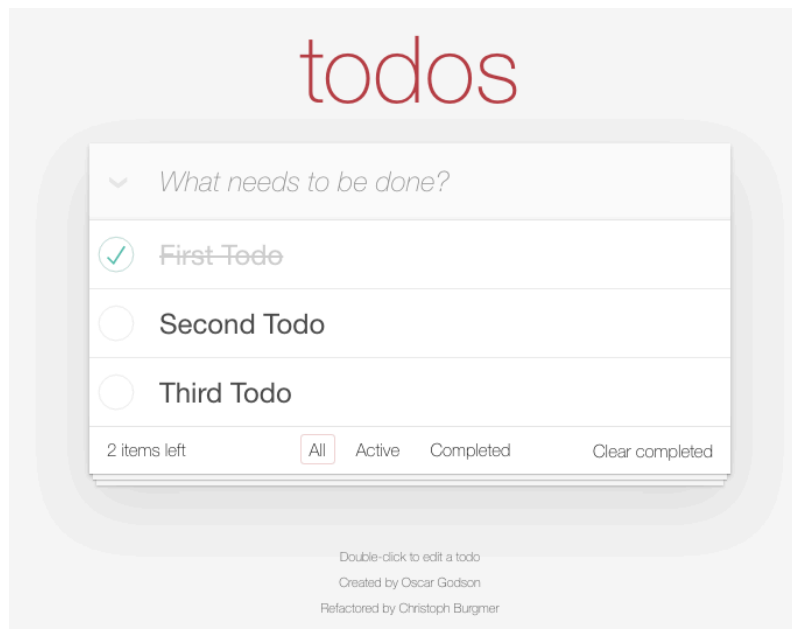 todos
What needs to be done?
First Todo
Second Todo
Third Todo
2 items left All Active Completed Clear completed
Double-click to edit a todo
Created by Oscar Godson
Refactored by Christoph Burgmer